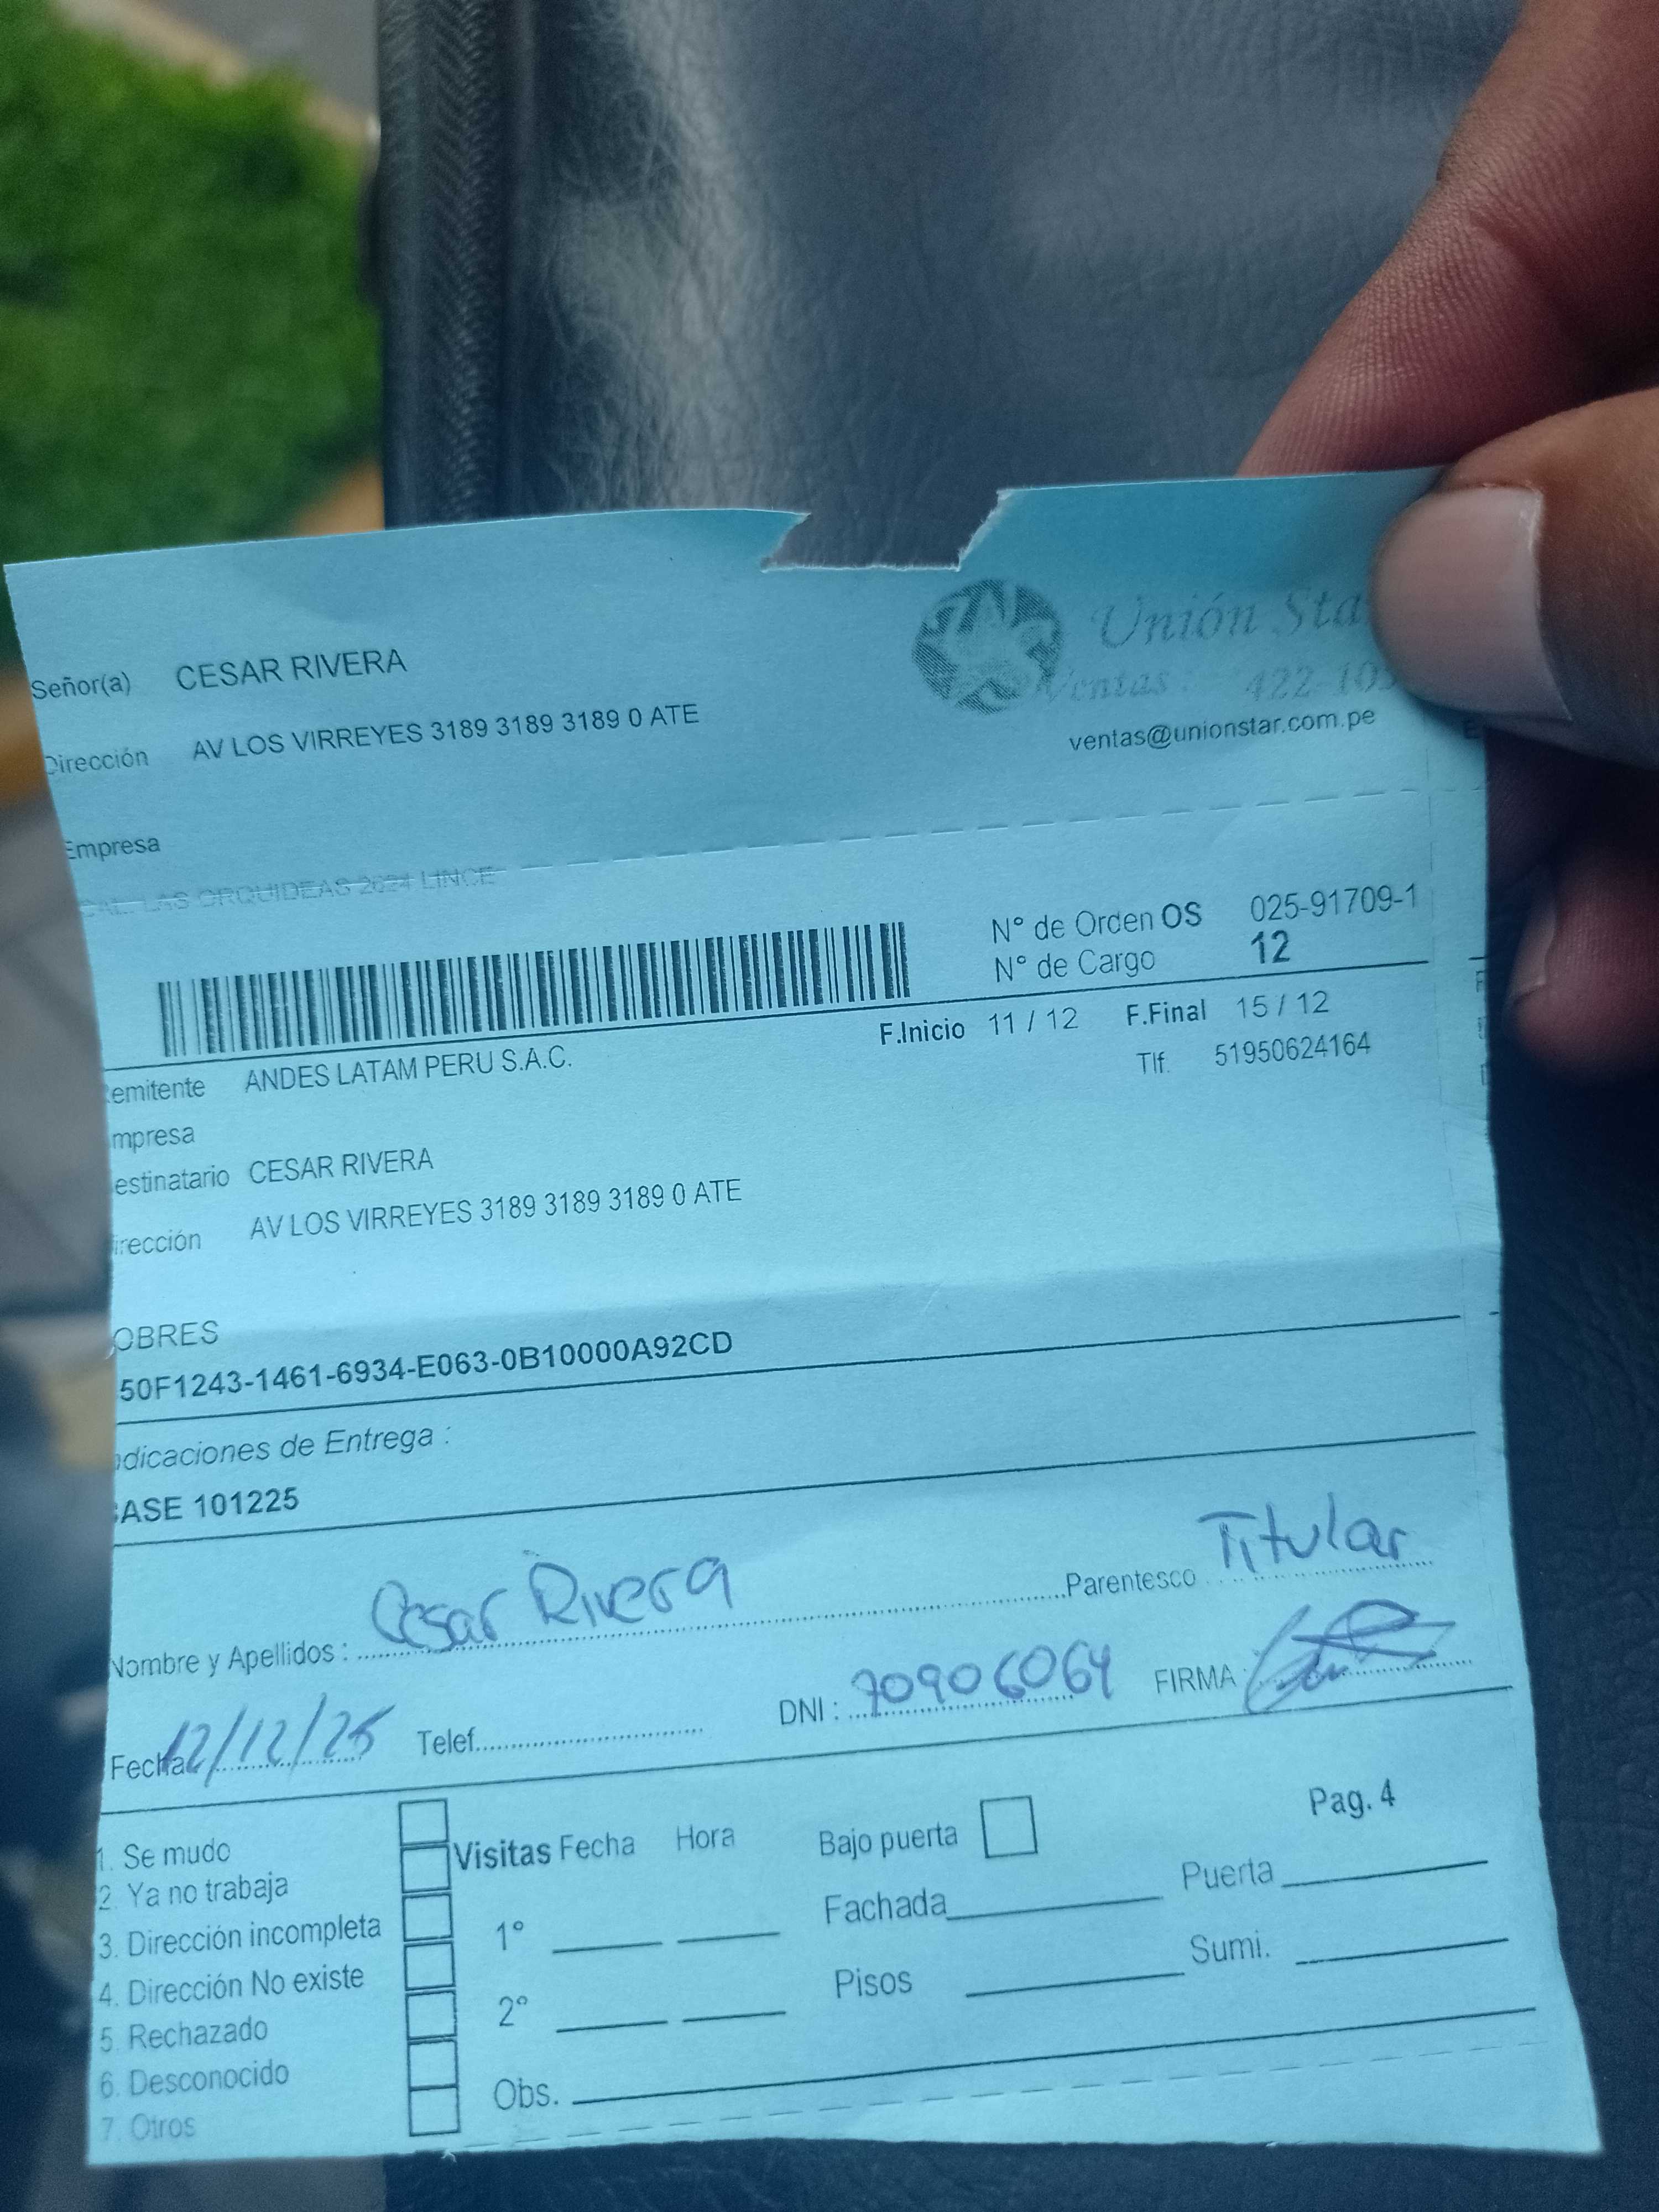 Unión Sta
Señor(a) CESAR RIVERA
Ventas: 422-10
Dirección AV LOS VIRREYES 3189 3189 3189 0 ATE
ventas@unionstar.com.pe
Empresa
CAL. LAS ORQUIDEAS 2624 LINCE
N° de Orden OS 025-91709-1
N° de Cargo 12
F.Inicio 11 / 12 F.Final 15 / 12
emitente ANDES LATAM PERU S.A.C.
Tlf. 51950624164
mpresa
estinatario CESAR RIVERA
irección AV LOS VIRREYES 3189 3189 3189 0 ATE
OBRES
50F1243-1461-6934-E063-0B10000A92CD
ndicaciones de Entrega :
ASE 101225
Nombre y Apellidos : Cesar Rivera Parentesco Titular
Fecha 12/12/25 Telef. DNI : 70906064 FIRMA
Pag. 4
1. Se mudo
2. Ya no trabaja
3. Dirección incompleta
4. Dirección No existe
5. Rechazado
6. Desconocido
7. Otros
Visitas Fecha Hora
1°
2°
Obs.
Bajo puerta
Fachada Puerta
Pisos Sumi.